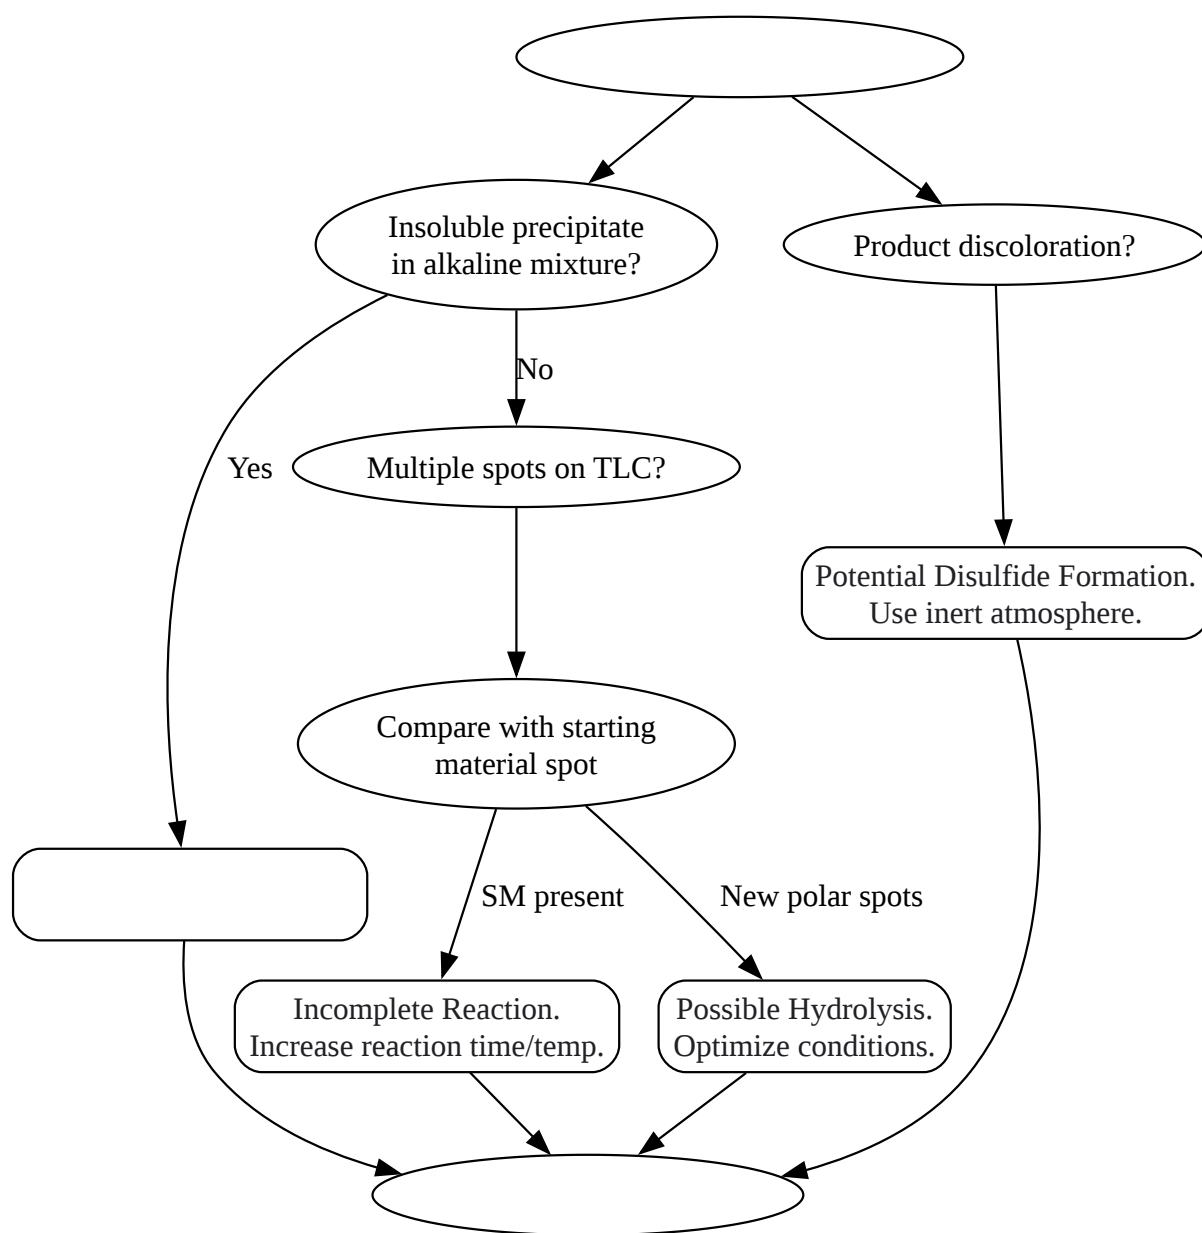 Insoluble precipitate
in alkaline mixture?
Product discoloration?
No
Yes
Multiple spots on TLC?
Potential Disulfide Formation.
Use inert atmosphere.
Compare with starting
material spot
SM present
New polar spots
Incomplete Reaction.
Increase reaction time/temp.
Possible Hydrolysis.
Optimize conditions.